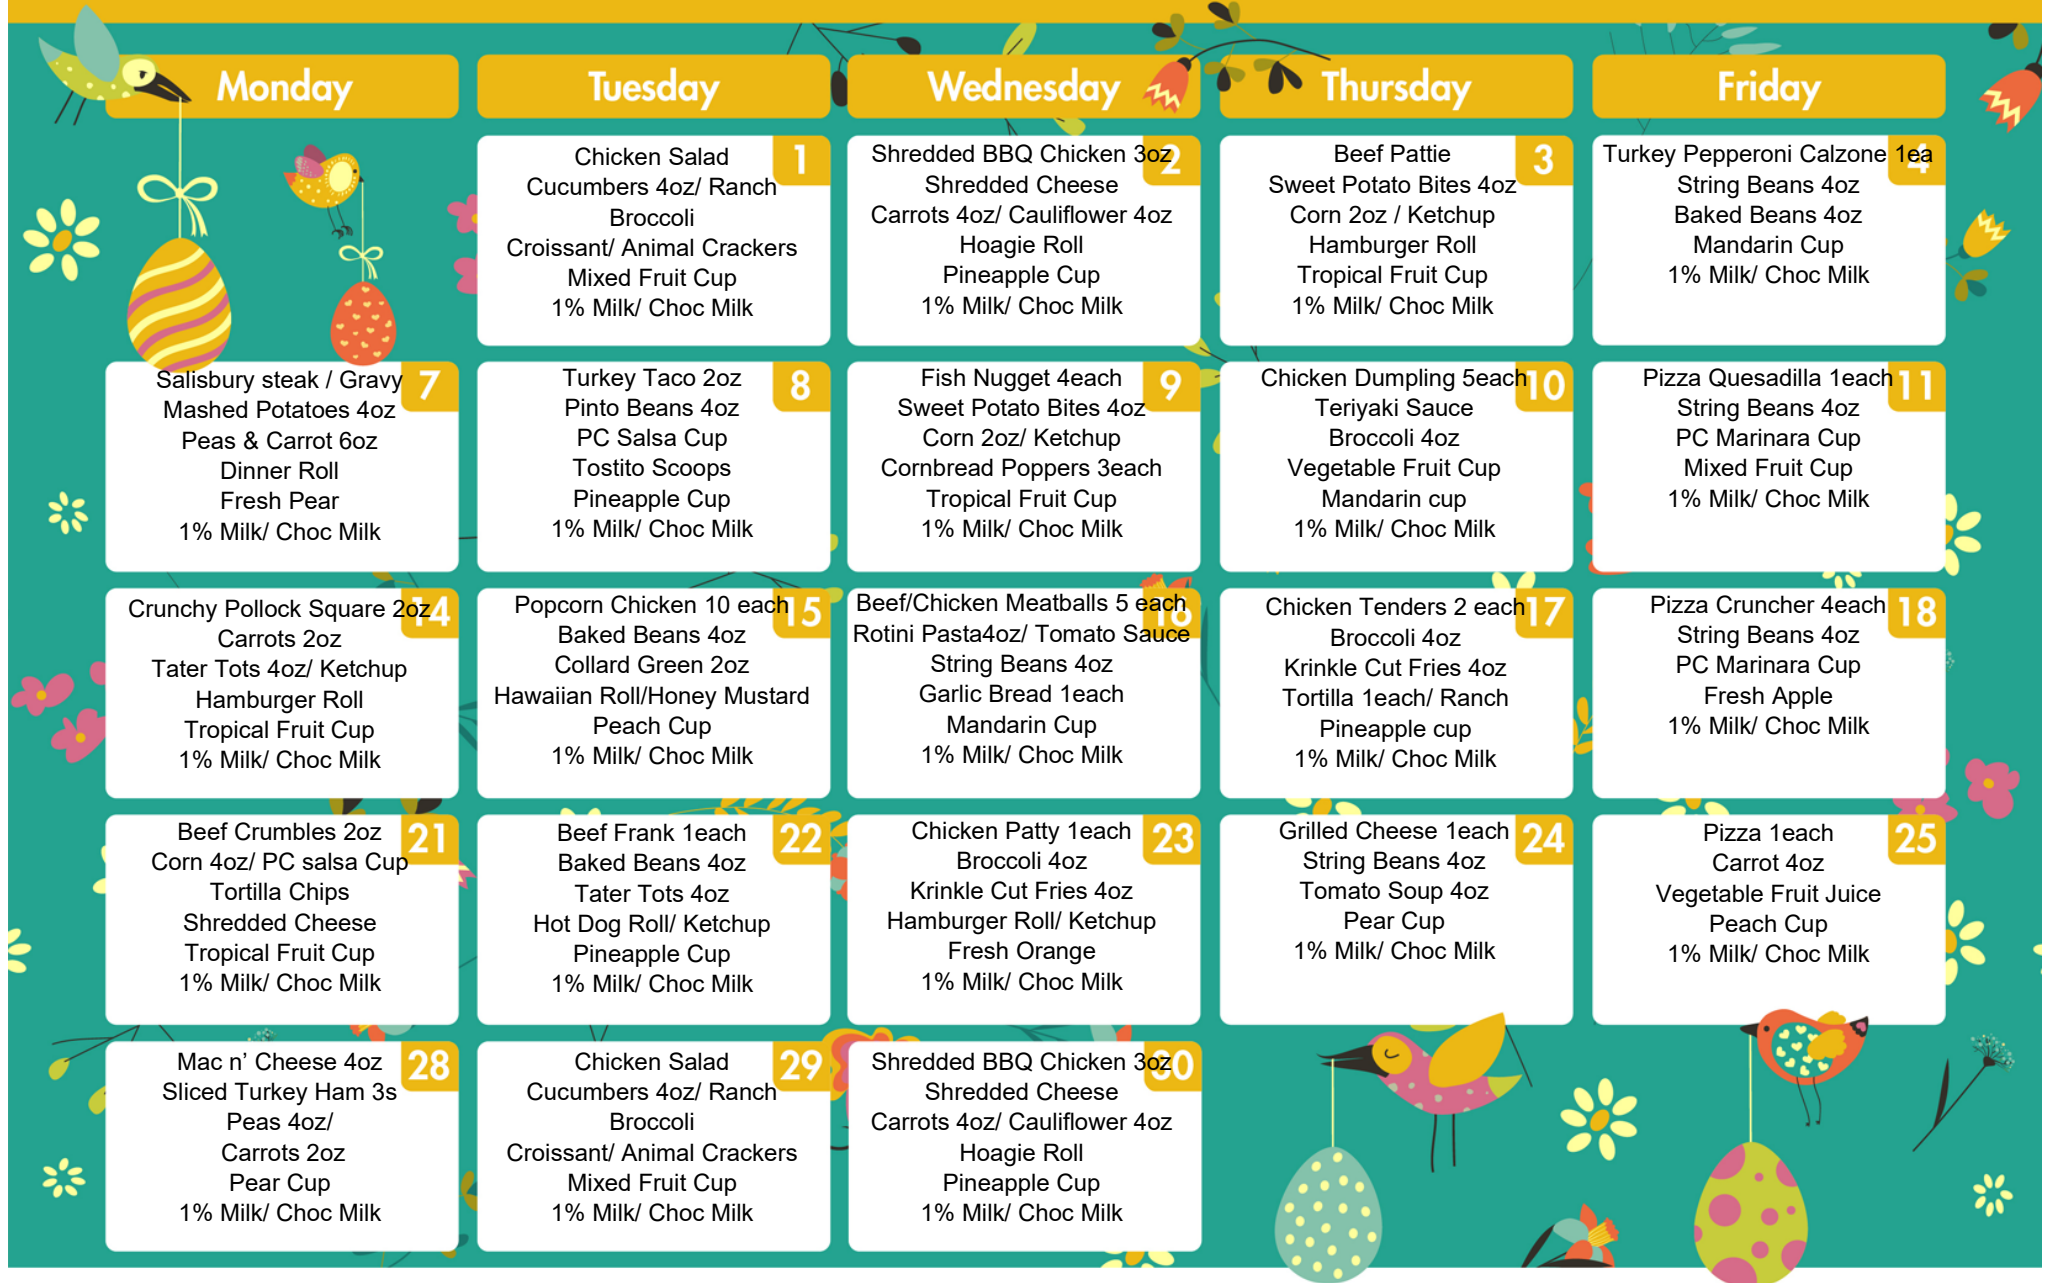 Monday
Tuesday
Wednesday
Thursday
Friday
1
Chicken Salad
Cucumbers 4oz/ Ranch
Broccoli
Croissant/ Animal Crackers
Mixed Fruit Cup
1% Milk/ Choc Milk
2
Shredded BBQ Chicken 3oz
Shredded Cheese
Carrots 4oz/ Cauliflower 4oz
Hoagie Roll
Pineapple Cup
1% Milk/ Choc Milk
3
Beef Pattie
Sweet Potato Bites 4oz
Corn 2oz / Ketchup
Hamburger Roll
Tropical Fruit Cup
1% Milk/ Choc Milk
4
Turkey Pepperoni Calzone 1ea
String Beans 4oz
Baked Beans 4oz
Mandarin Cup
1% Milk/ Choc Milk
7
Salisbury steak / Gravy
Mashed Potatoes 4oz
Peas & Carrot 6oz
Dinner Roll
Fresh Pear
1% Milk/ Choc Milk
8
Turkey Taco 2oz
Pinto Beans 4oz
PC Salsa Cup
Tostito Scoops
Pineapple Cup
1% Milk/ Choc Milk
9
Fish Nugget 4each
Sweet Potato Bites 4oz
Corn 2oz/ Ketchup
Cornbread Poppers 3each
Tropical Fruit Cup
1% Milk/ Choc Milk
10
Chicken Dumpling 5each
Teriyaki Sauce
Broccoli 4oz
Vegetable Fruit Cup
Mandarin cup
1% Milk/ Choc Milk
11
Pizza Quesadilla 1each
String Beans 4oz
PC Marinara Cup
Mixed Fruit Cup
1% Milk/ Choc Milk
14
Crunchy Pollock Square 2oz
Carrots 2oz
Tater Tots 4oz/ Ketchup
Hamburger Roll
Tropical Fruit Cup
1% Milk/ Choc Milk
15
Popcorn Chicken 10 each
Baked Beans 4oz
Collard Green 2oz
Hawaiian Roll/Honey Mustard
Peach Cup
1% Milk/ Choc Milk
16
Beef/Chicken Meatballs 5 each
Rotini Pasta4oz/ Tomato Sauce
String Beans 4oz
Garlic Bread 1each
Mandarin Cup
1% Milk/ Choc Milk
17
Chicken Tenders 2 each
Broccoli 4oz
Krinkle Cut Fries 4oz
Tortilla 1each/ Ranch
Pineapple cup
1% Milk/ Choc Milk
18
Pizza Cruncher 4each
String Beans 4oz
PC Marinara Cup
Fresh Apple
1% Milk/ Choc Milk
21
Beef Crumbles 2oz
Corn 4oz/ PC salsa Cup
Tortilla Chips
Shredded Cheese
Tropical Fruit Cup
1% Milk/ Choc Milk
22
Beef Frank 1each
Baked Beans 4oz
Tater Tots 4oz
Hot Dog Roll/ Ketchup
Pineapple Cup
1% Milk/ Choc Milk
23
Chicken Patty 1each
Broccoli 4oz
Krinkle Cut Fries 4oz
Hamburger Roll/ Ketchup
Fresh Orange
1% Milk/ Choc Milk
24
Grilled Cheese 1each
String Beans 4oz
Tomato Soup 4oz
Pear Cup
1% Milk/ Choc Milk
25
Pizza 1each
Carrot 4oz
Vegetable Fruit Juice
Peach Cup
1% Milk/ Choc Milk
28
Mac n’ Cheese 4oz
Sliced Turkey Ham 3s
Peas 4oz/
Carrots 2oz
Pear Cup
1% Milk/ Choc Milk
29
Chicken Salad
Cucumbers 4oz/ Ranch
Broccoli
Croissant/ Animal Crackers
Mixed Fruit Cup
1% Milk/ Choc Milk
30
Shredded BBQ Chicken 3oz
Shredded Cheese
Carrots 4oz/ Cauliflower 4oz
Hoagie Roll
Pineapple Cup
1% Milk/ Choc Milk